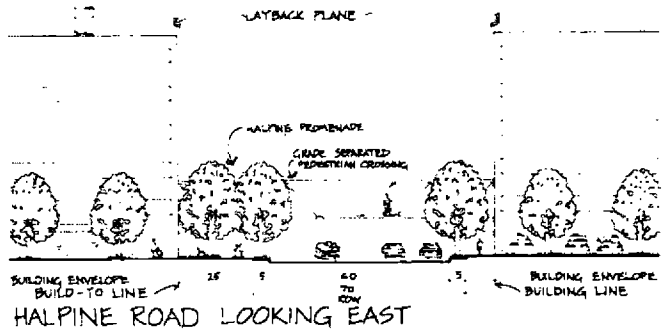 LAYBACK PLANE
HALPINE PROMENADE
GRADE SEPARATED
PEDESTRIAN CROSSING
BUILDING ENVELOPE
BUILD-TO LINE
25 5 60 5
70
ROW
BUILDING ENVELOPE
BUILDING LINE
HALPINE ROAD LOOKING EAST